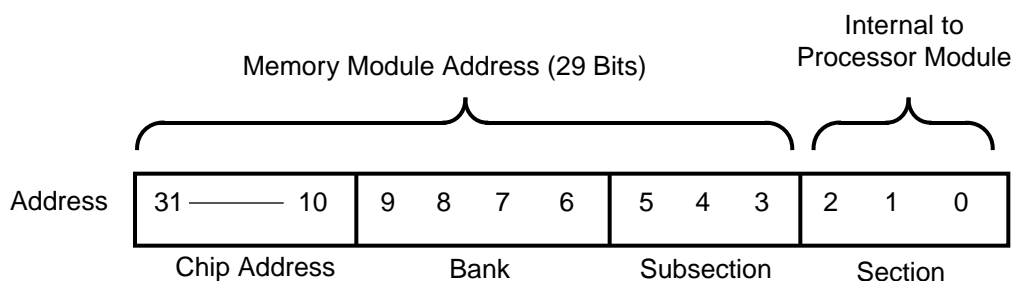 Internal to
Processor Module
Memory Module Address (29 Bits)
Address 31 10 9 8 7 6 5 4 3 2 1 0
Chip Address Bank Subsection Section